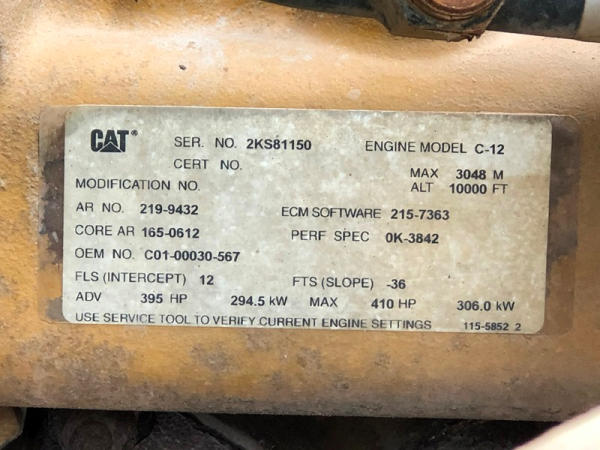 CAT® SER. NO. 2KS81150 ENGINE MODEL C-12
CERT NO. MAX 3048 M
MODIFICATION NO. ALT 10000 FT
AR NO. 219-9432 ECM SOFTWARE 215-7363
CORE AR 165-0612 PERF SPEC 0K-3842
OEM NO. C01-00030-567
FLS (INTERCEPT) 12 FTS (SLOPE) -36
ADV 395 HP 294.5 kW MAX 410 HP 306.0 kW
USE SERVICE TOOL TO VERIFY CURRENT ENGINE SETTINGS 115-5852 2